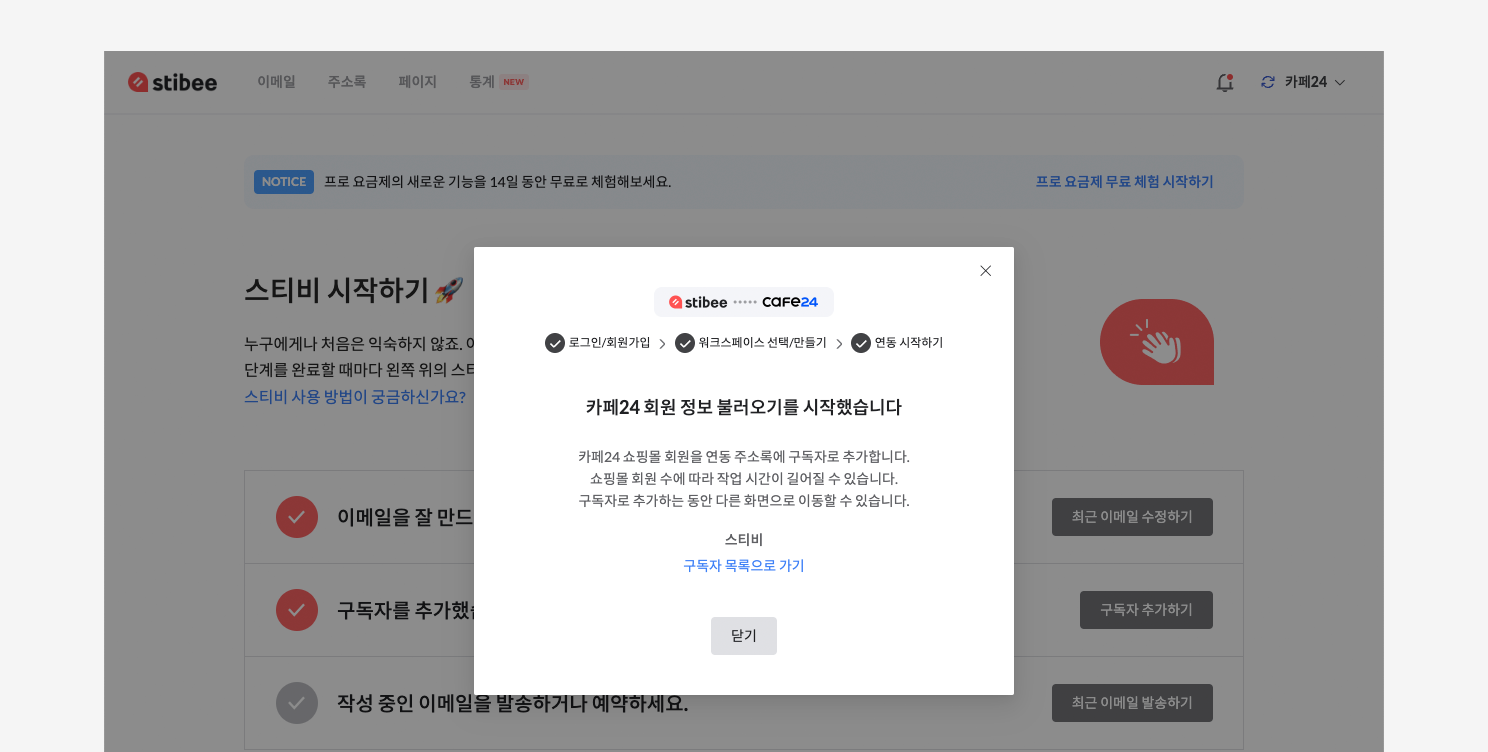 stibee
이메일
주소록
페이지
통계 NEW
카페24
NOTICE 프로 요금제의 새로운 기능을 14일 동안 무료로 체험해보세요.
프로 요금제 무료 체험 시작하기
스티비 시작하기
누구에게나 처음은 익숙하지 않죠.
단계를 완료할 때마다 왼쪽 위의
스티비 사용 방법이 궁금하신가요?
stibee CAFE24
로그인/회원가입 > 워크스페이스 선택/만들기 > 연동 시작하기
카페24 회원 정보 불러오기를 시작했습니다
카페24 쇼핑몰 회원을 연동 주소록에 구독자로 추가합니다.
쇼핑몰 회원 수에 따라 작업 시간이 길어질 수 있습니다.
구독자로 추가하는 동안 다른 화면으로 이동할 수 있습니다.
스티비
구독자 목록으로 가기
닫기
이메일을 잘 만드
최근 이메일 수정하기
구독자를 추가했
구독자 추가하기
작성 중인 이메일을 발송하거나 예약하세요.
최근 이메일 발송하기